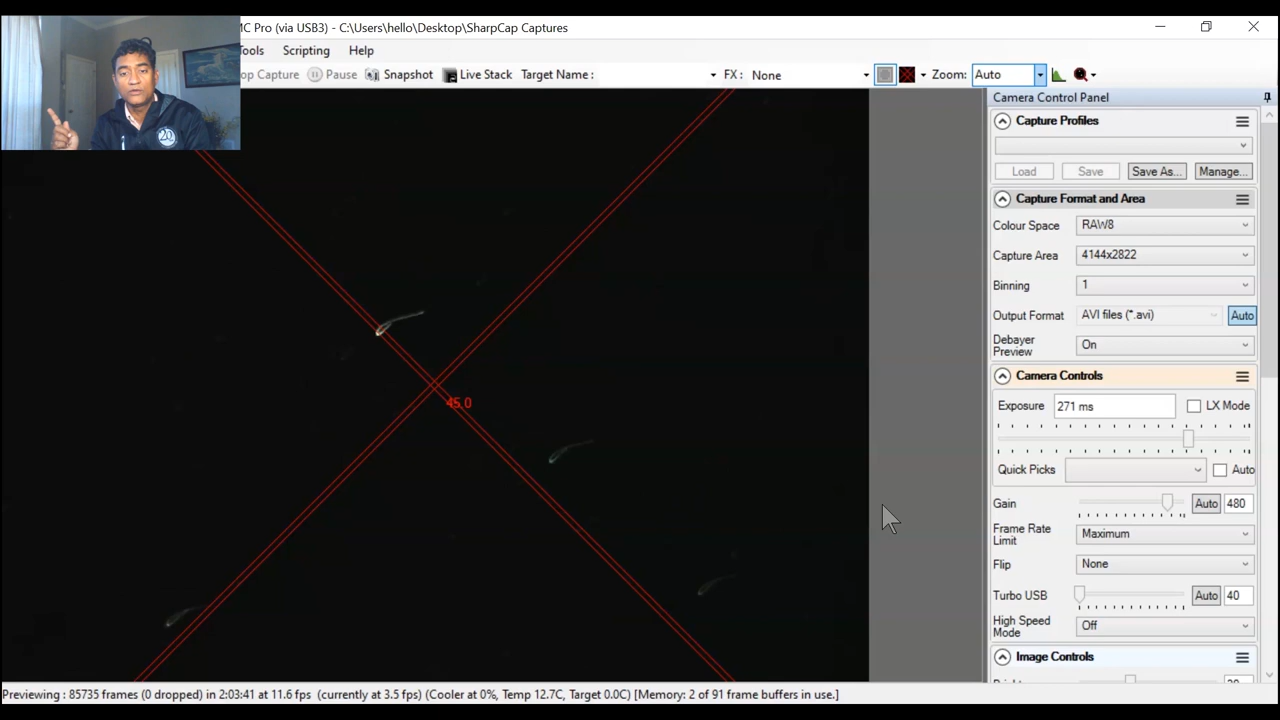 MC Pro (via USB3) - C:\Users\hello\Desktop\SharpCap Captures
Tools Scripting Help
op Capture Pause Snapshot Live Stack Target Name : FX : None Zoom: Auto
Camera Control Panel
Capture Profiles
Load Save Save As... Manage...
Capture Format and Area
Colour Space RAW8
Capture Area 4144x2822
Binning 1
Output Format AVI files (*.avi) Auto
Debayer Preview On
Camera Controls
Exposure 271 ms LX Mode
Quick Picks Auto
Gain Auto 480
Frame Rate Limit Maximum
Flip None
Turbo USB Auto 40
High Speed Mode Off
Image Controls
45.0
20
Previewing : 85735 frames (0 dropped) in 2:03:41 at 11.6 fps (currently at 3.5 fps) (Cooler at 0%, Temp 12.7C, Target 0.0C) [Memory: 2 of 91 frame buffers in use.]